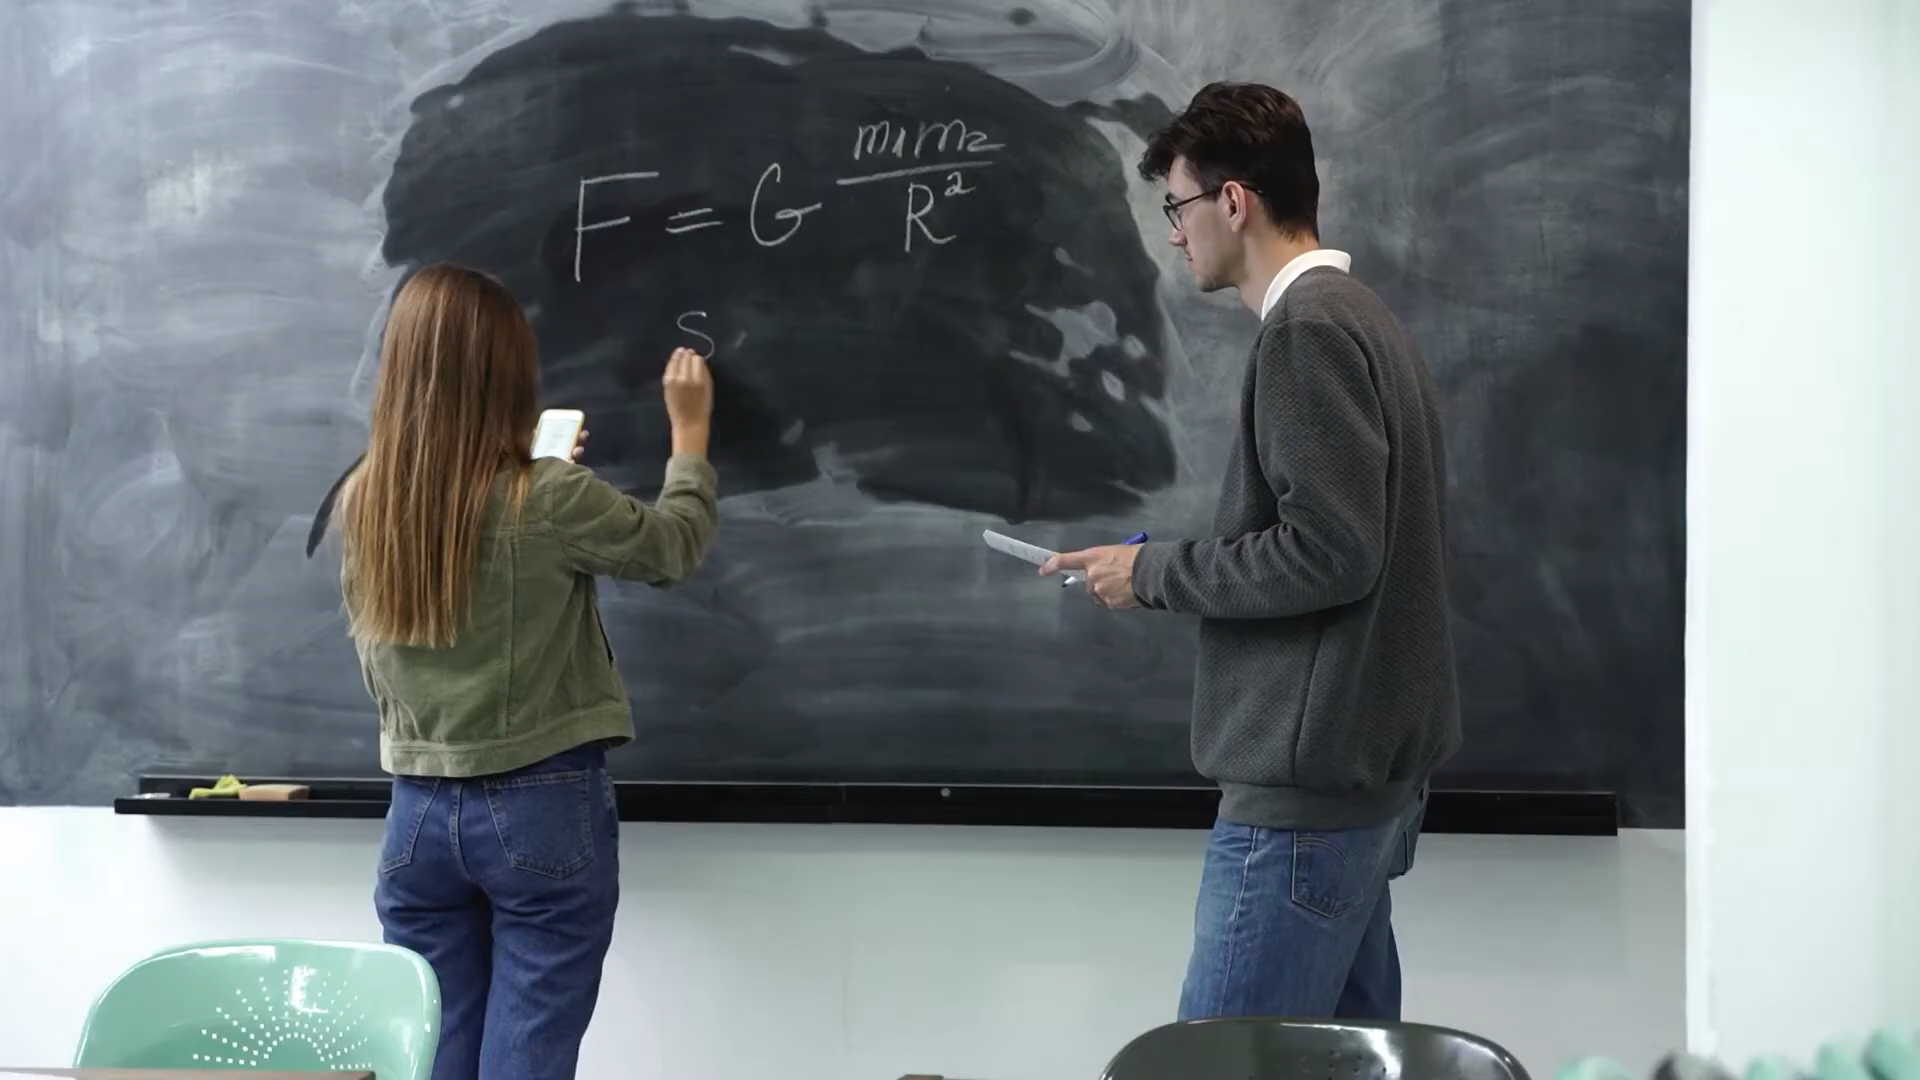 F = G m1m2/R²
S